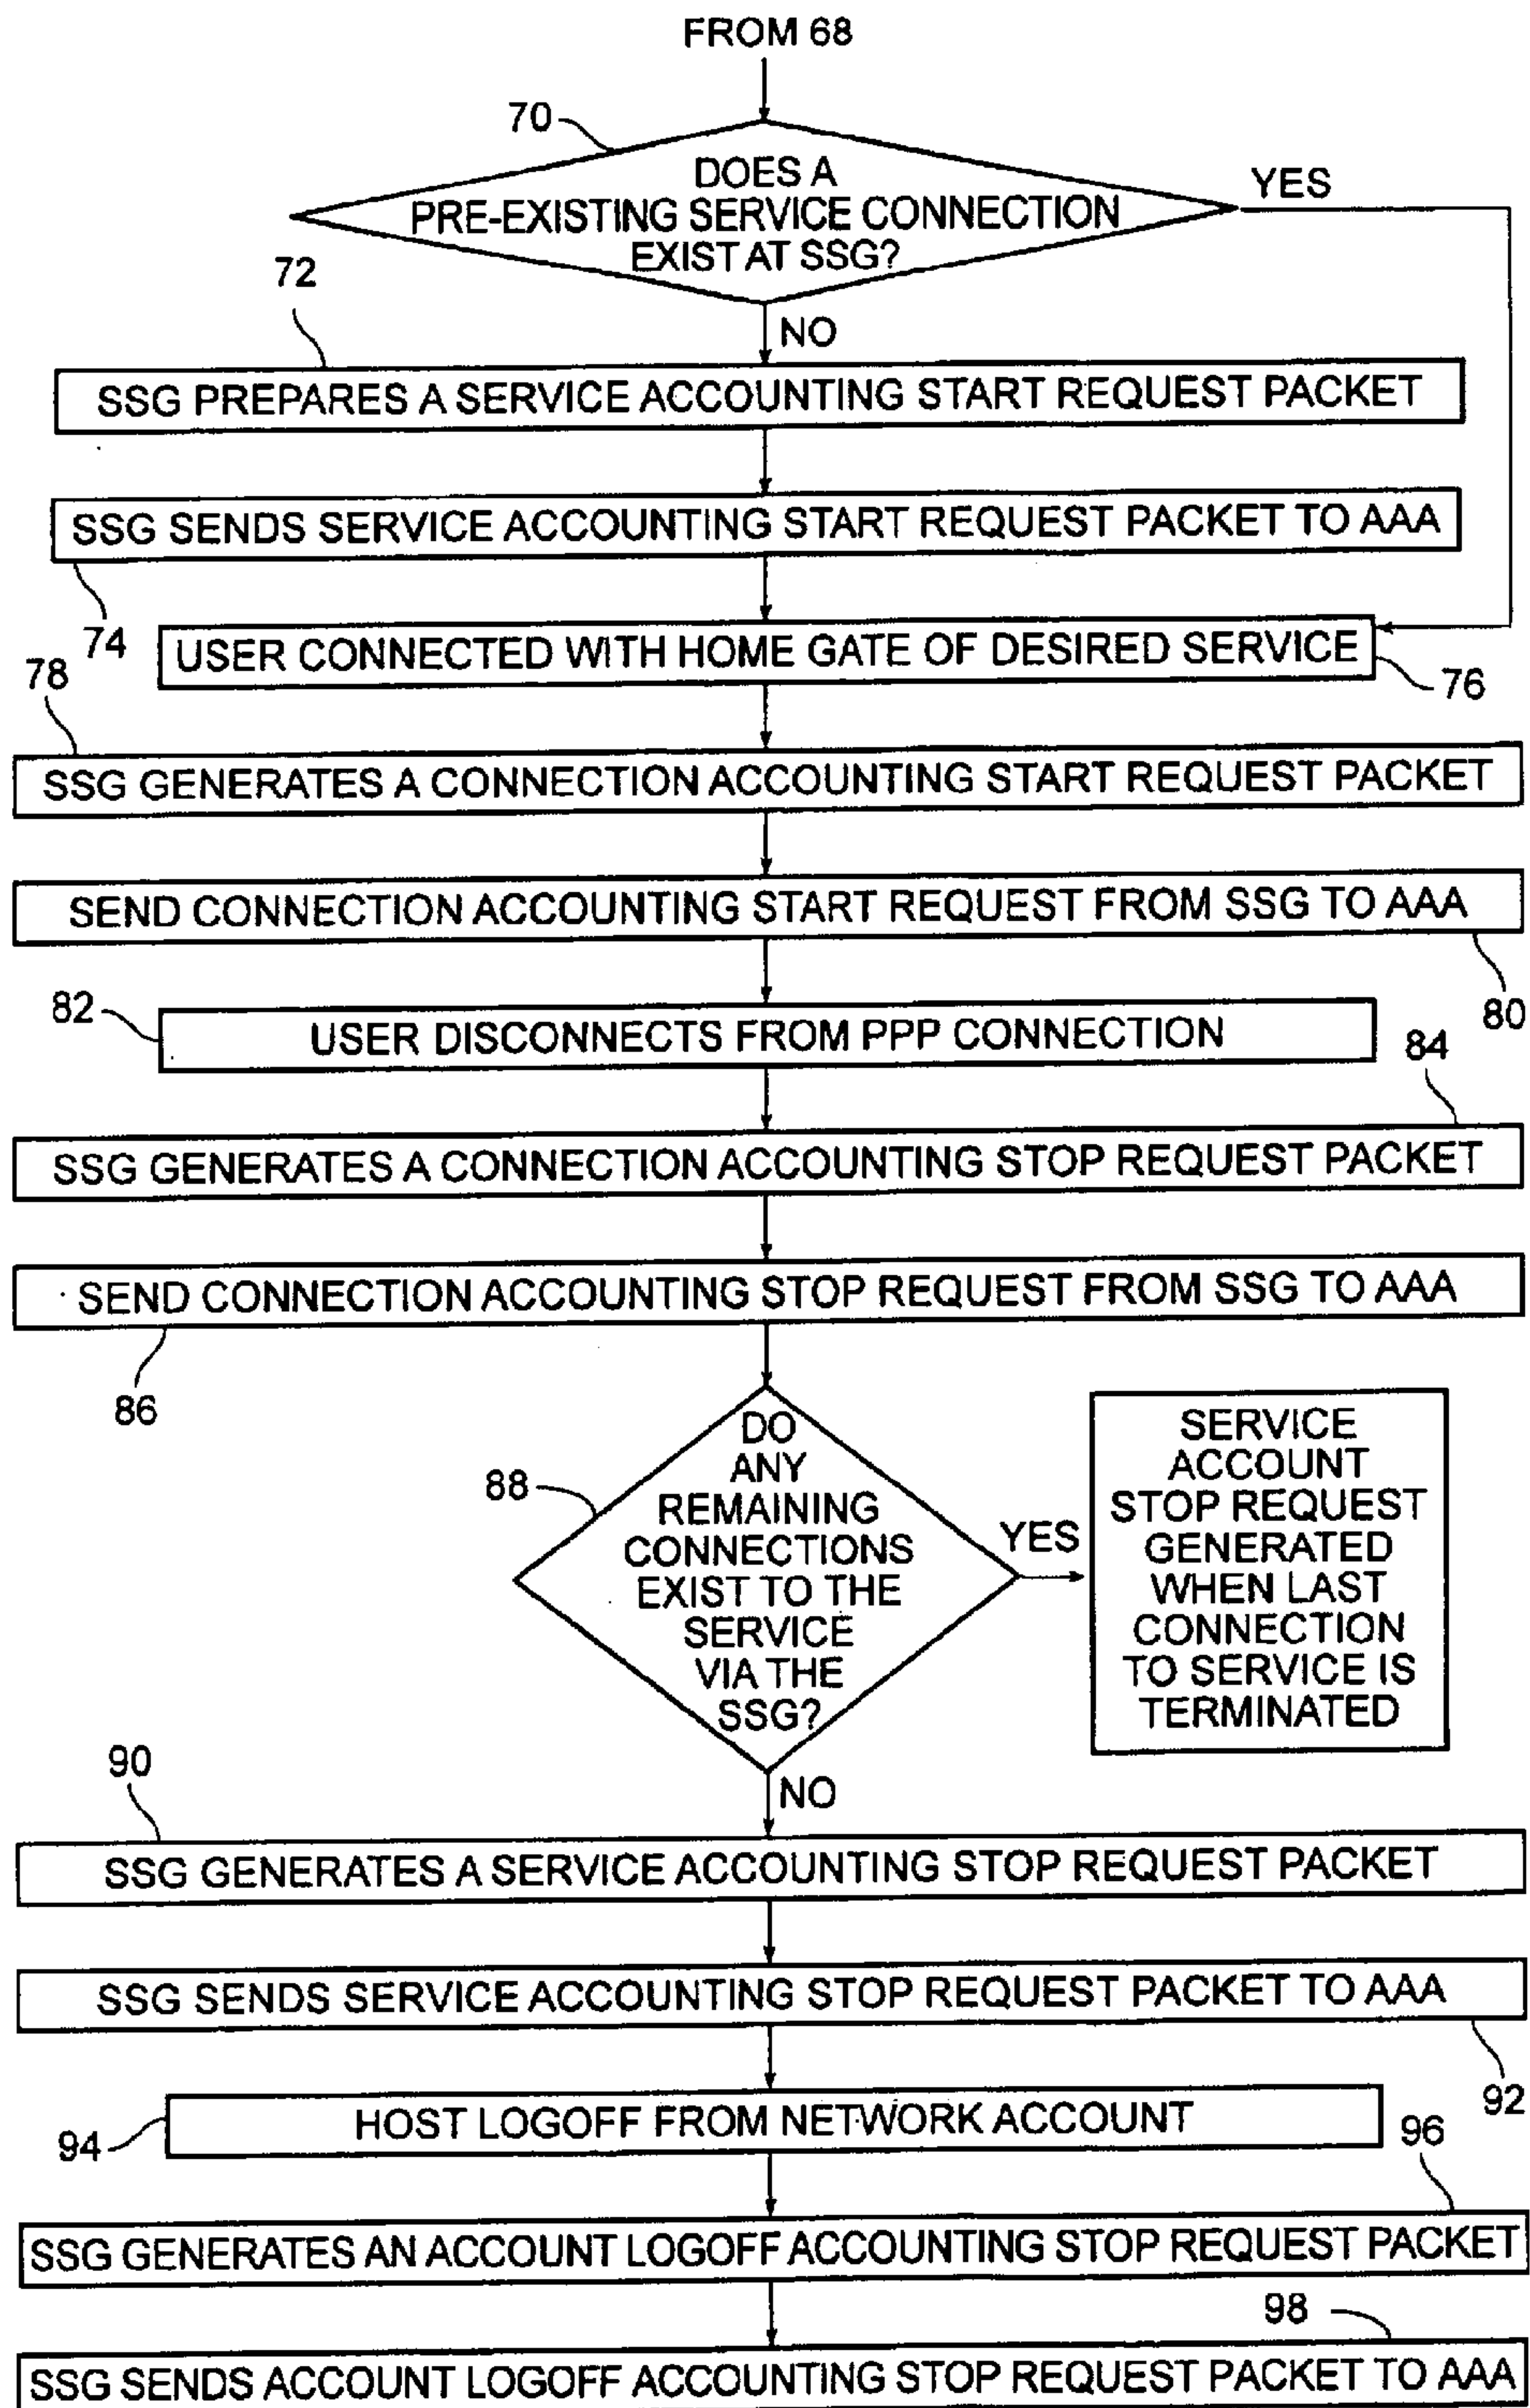 FROM 68
70
DOES A
PRE-EXISTING SERVICE CONNECTION
EXIST AT SSG?
YES
72
NO
SSG PREPARES A SERVICE ACCOUNTING START REQUEST PACKET
SSG SENDS SERVICE ACCOUNTING START REQUEST PACKET TO AAA
74
USER CONNECTED WITH HOME GATE OF DESIRED SERVICE
76
78
SSG GENERATES A CONNECTION ACCOUNTING START REQUEST PACKET
SEND CONNECTION ACCOUNTING START REQUEST FROM SSG TO AAA
80
82
USER DISCONNECTS FROM PPP CONNECTION
84
SSG GENERATES A CONNECTION ACCOUNTING STOP REQUEST PACKET
SEND CONNECTION ACCOUNTING STOP REQUEST FROM SSG TO AAA
86
88
DO
ANY
REMAINING
CONNECTIONS
EXIST TO THE
SERVICE
VIA THE
SSG?
YES
SERVICE
ACCOUNT
STOP REQUEST
GENERATED
WHEN LAST
CONNECTION
TO SERVICE IS
TERMINATED
90
NO
SSG GENERATES A SERVICE ACCOUNTING STOP REQUEST PACKET
SSG SENDS SERVICE ACCOUNTING STOP REQUEST PACKET TO AAA
92
94
HOST LOGOFF FROM NETWORK ACCOUNT
96
SSG GENERATES AN ACCOUNT LOGOFF ACCOUNTING STOP REQUEST PACKET
98
SSG SENDS ACCOUNT LOGOFF ACCOUNTING STOP REQUEST PACKET TO AAA